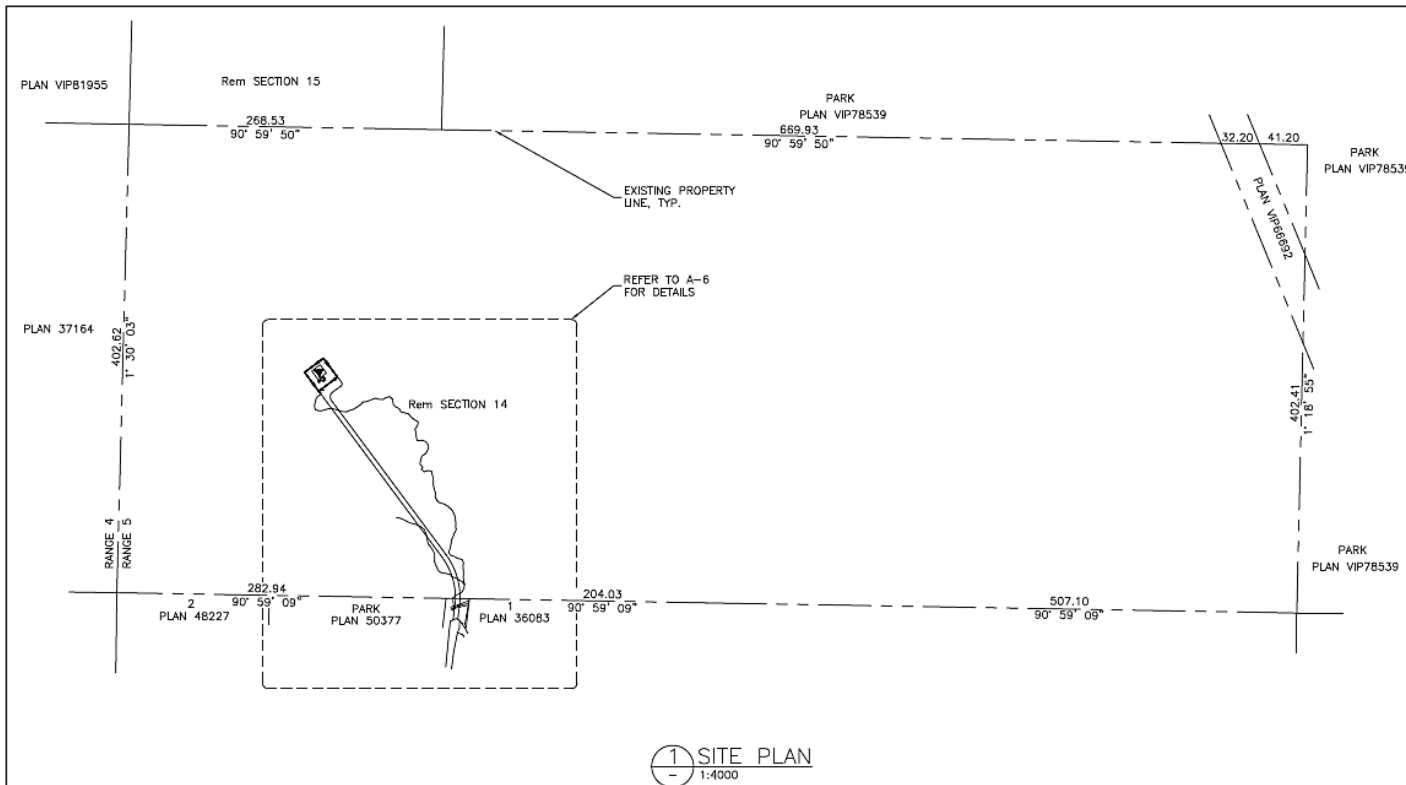 PLAN VIP81955
Rem SECTION 15
PARK
PLAN VIP78539
268.53
90° 59' 50"
669.93
90° 59' 50"
32.20
41.20
PARK
PLAN VIP78539
PLAN VIP66692
EXISTING PROPERTY
LINE, TYP.
REFER TO A-6
FOR DETAILS
PLAN 37164
402.62
1° 30' 03"
Rem SECTION 14
402.41
1° 18' 55"
RANGE 4
RANGE 5
PARK
PLAN VIP78539
282.94
90° 59' 09"
2
PLAN 48227
PARK
PLAN 50377
1
PLAN 36083
204.03
90° 59' 09"
507.10
90° 59' 09"
1
-
SITE PLAN
1:4000